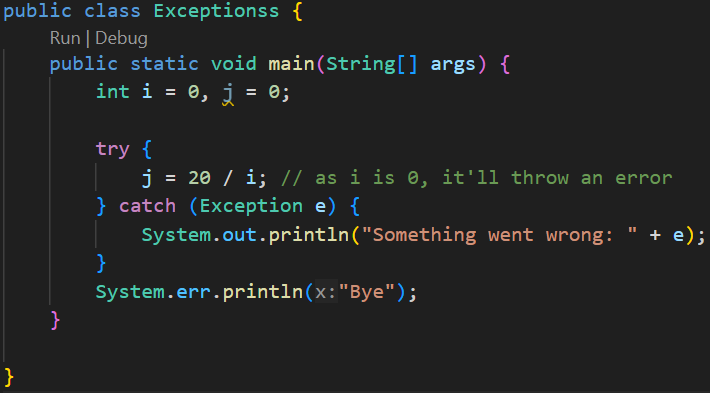 public class Exceptionss {
Run | Debug
public static void main(String[] args) {
int i = 0, j = 0;
try {
j = 20 / i; // as i is 0, it'll throw an error
} catch (Exception e) {
System.out.println("Something went wrong: " + e);
}
System.err.println(x:"Bye");
}
}